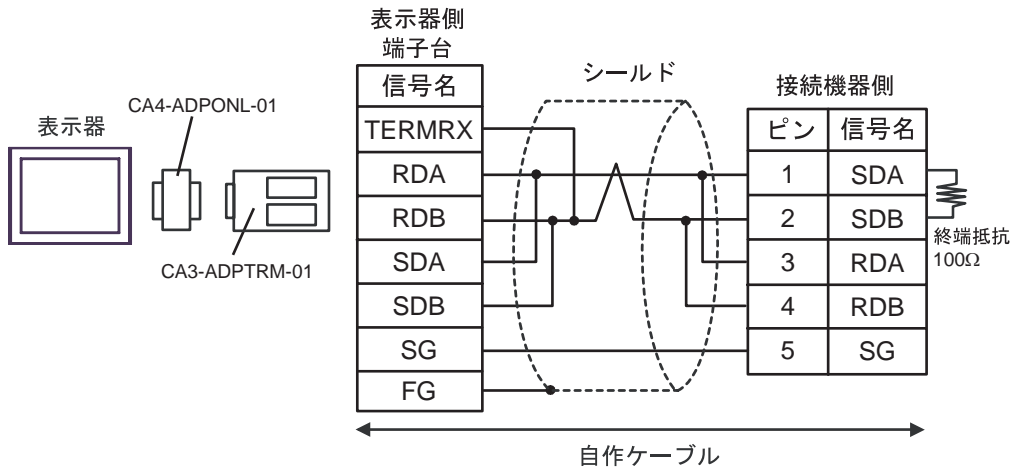 表示器
CA4-ADPONL-01
CA3-ADPTRM-01
表示器側
端子台
信号名
TERMRX
RDA
RDB
SDA
SDB
SG
FG
シールド
接続機器側
ピン 信号名
1 SDA
2 SDB
3 RDA
4 RDB
5 SG
終端抵抗
100Ω
自作ケーブル